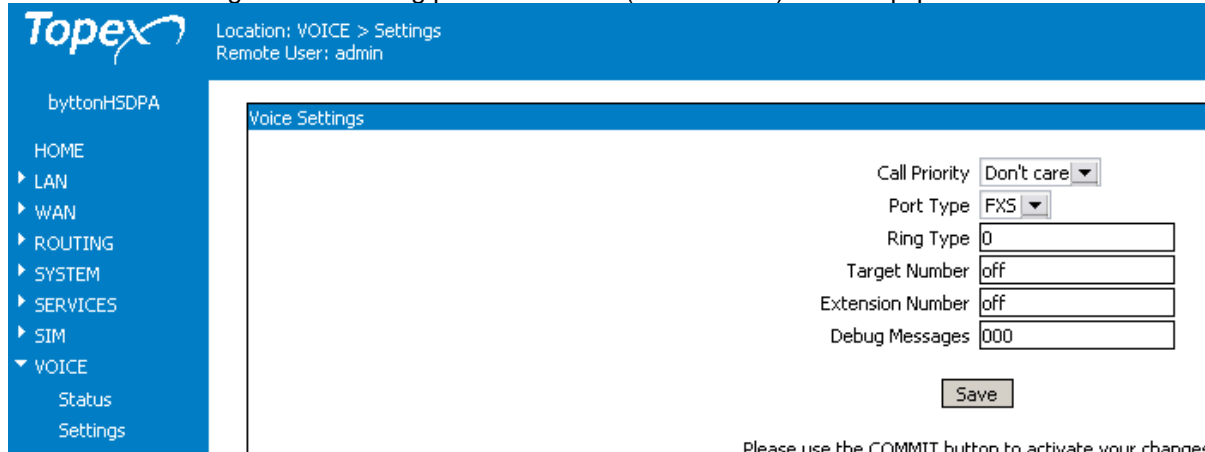 Topex
Location: VOICE > Settings
Remote User: admin
byttonHSDPA
HOME
LAN
WAN
ROUTING
SYSTEM
SERVICES
SIM
VOICE
Status
Settings
Voice Settings
Call Priority Don't care
Port Type FXS
Ring Type 0
Target Number off
Extension Number off
Debug Messages 000
Save
Please use the COMMIT button to activate your changes